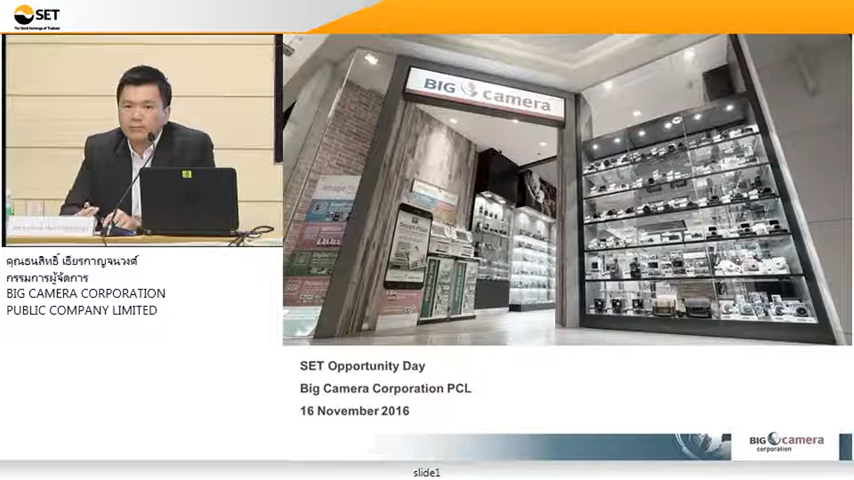 SET
The Stock Exchange of Thailand
BIG camera
คุณธนสิทธิ์ เธียรกาญจนวงศ์
กรรมการผู้จัดการ
BIG CAMERA CORPORATION
PUBLIC COMPANY LIMITED
SET Opportunity Day
Big Camera Corporation PCL
16 November 2016
BIG camera
corporation
slide1